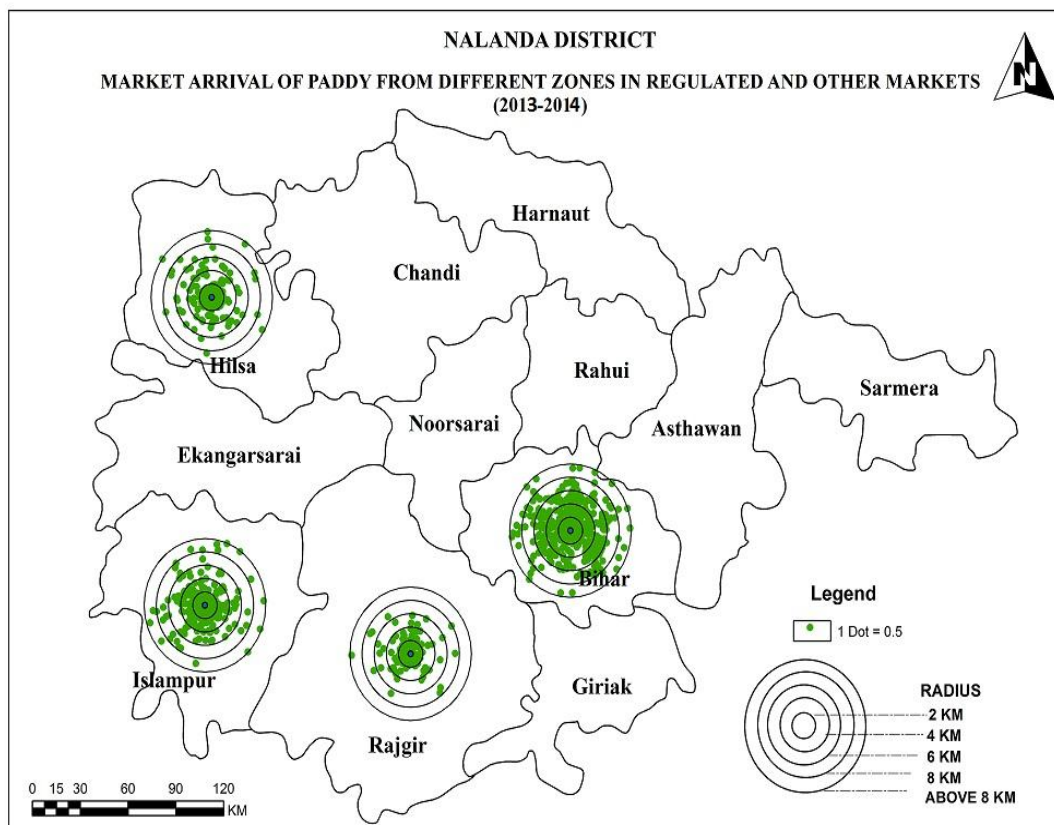 NALANDA DISTRICT
MARKET ARRIVAL OF PADDY FROM DIFFERENT ZONES IN REGULATED AND OTHER MARKETS
(2013-2014)
N
Harnaut
Chandi
Hilsa
Rahui
Sarmera
Noorsarai
Asthawan
Ekangarsarai
Bihar
Islampur
Giriak
Rajgir
Legend
1 Dot = 0.5
RADIUS
2 KM
4 KM
6 KM
8 KM
ABOVE 8 KM
0 15 30 60 90 120
KM